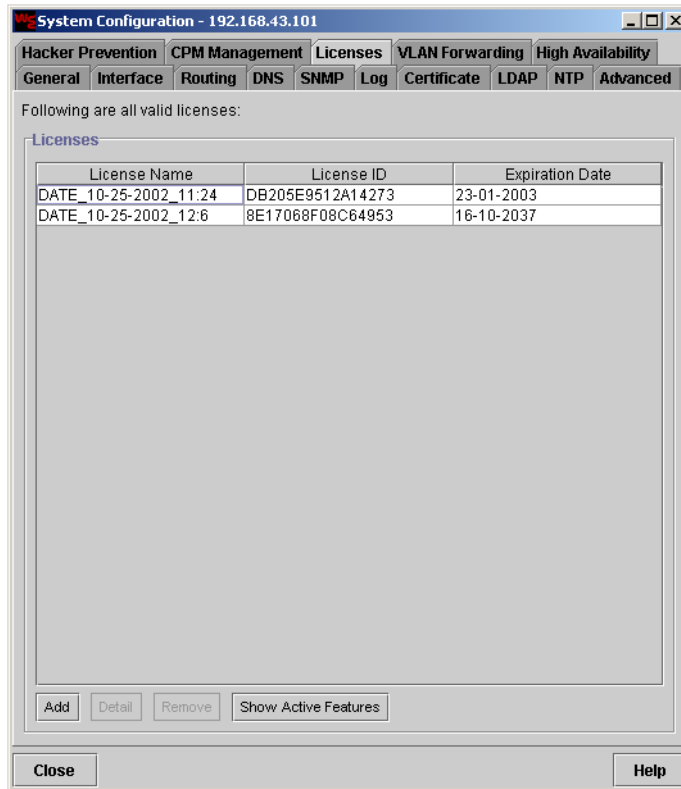 System Configuration - 192.168.43.101
Hacker Prevention CPM Management Licenses VLAN Forwarding High Availability
General Interface Routing DNS SNMP Log Certificate LDAP NTP Advanced
Following are all valid licenses:
Licenses
License Name License ID Expiration Date
DATE_10-25-2002_11:24 DB205E9512A14273 23-01-2003
DATE_10-25-2002_12:6 8E17068F08C64953 16-10-2037
Add Detail Remove Show Active Features
Close Help